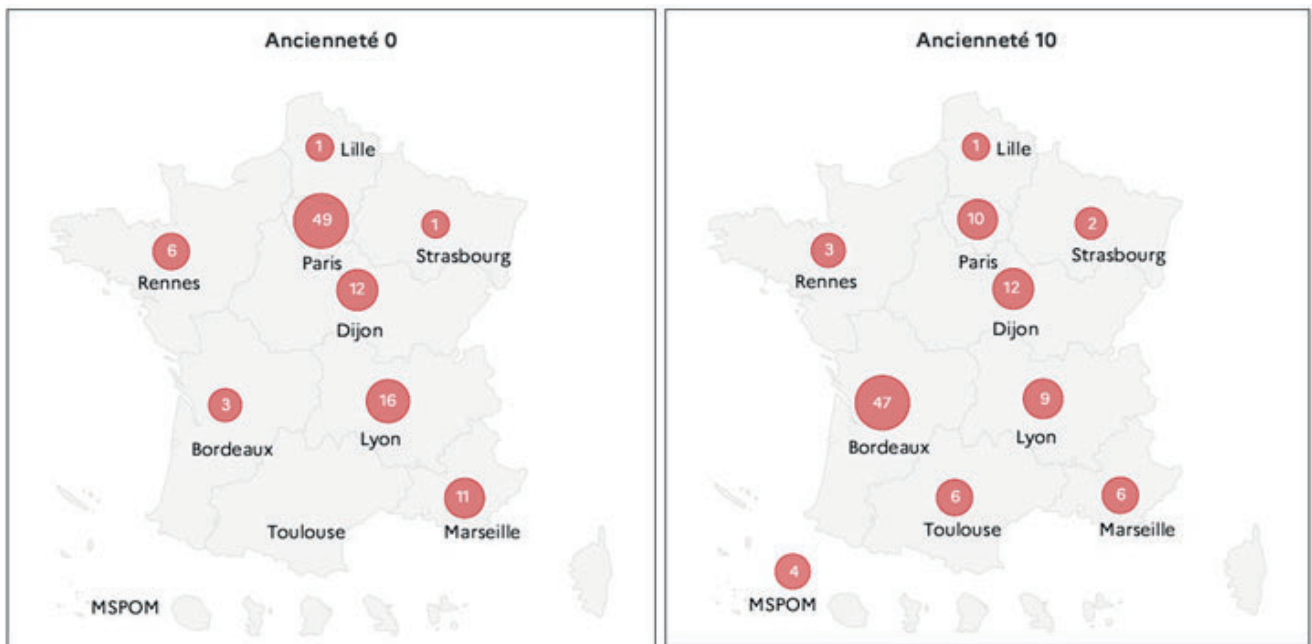 Ancienneté 0
1
Lille
49
Paris
1
Strasbourg
6
Rennes
12
Dijon
3
Bordeaux
16
Lyon
11
Marseille
Toulouse
MSPOM
Ancienneté 10
1
Lille
10
Paris
2
Strasbourg
3
Rennes
12
Dijon
47
Bordeaux
9
Lyon
6
Toulouse
6
Marseille
4
MSPOM